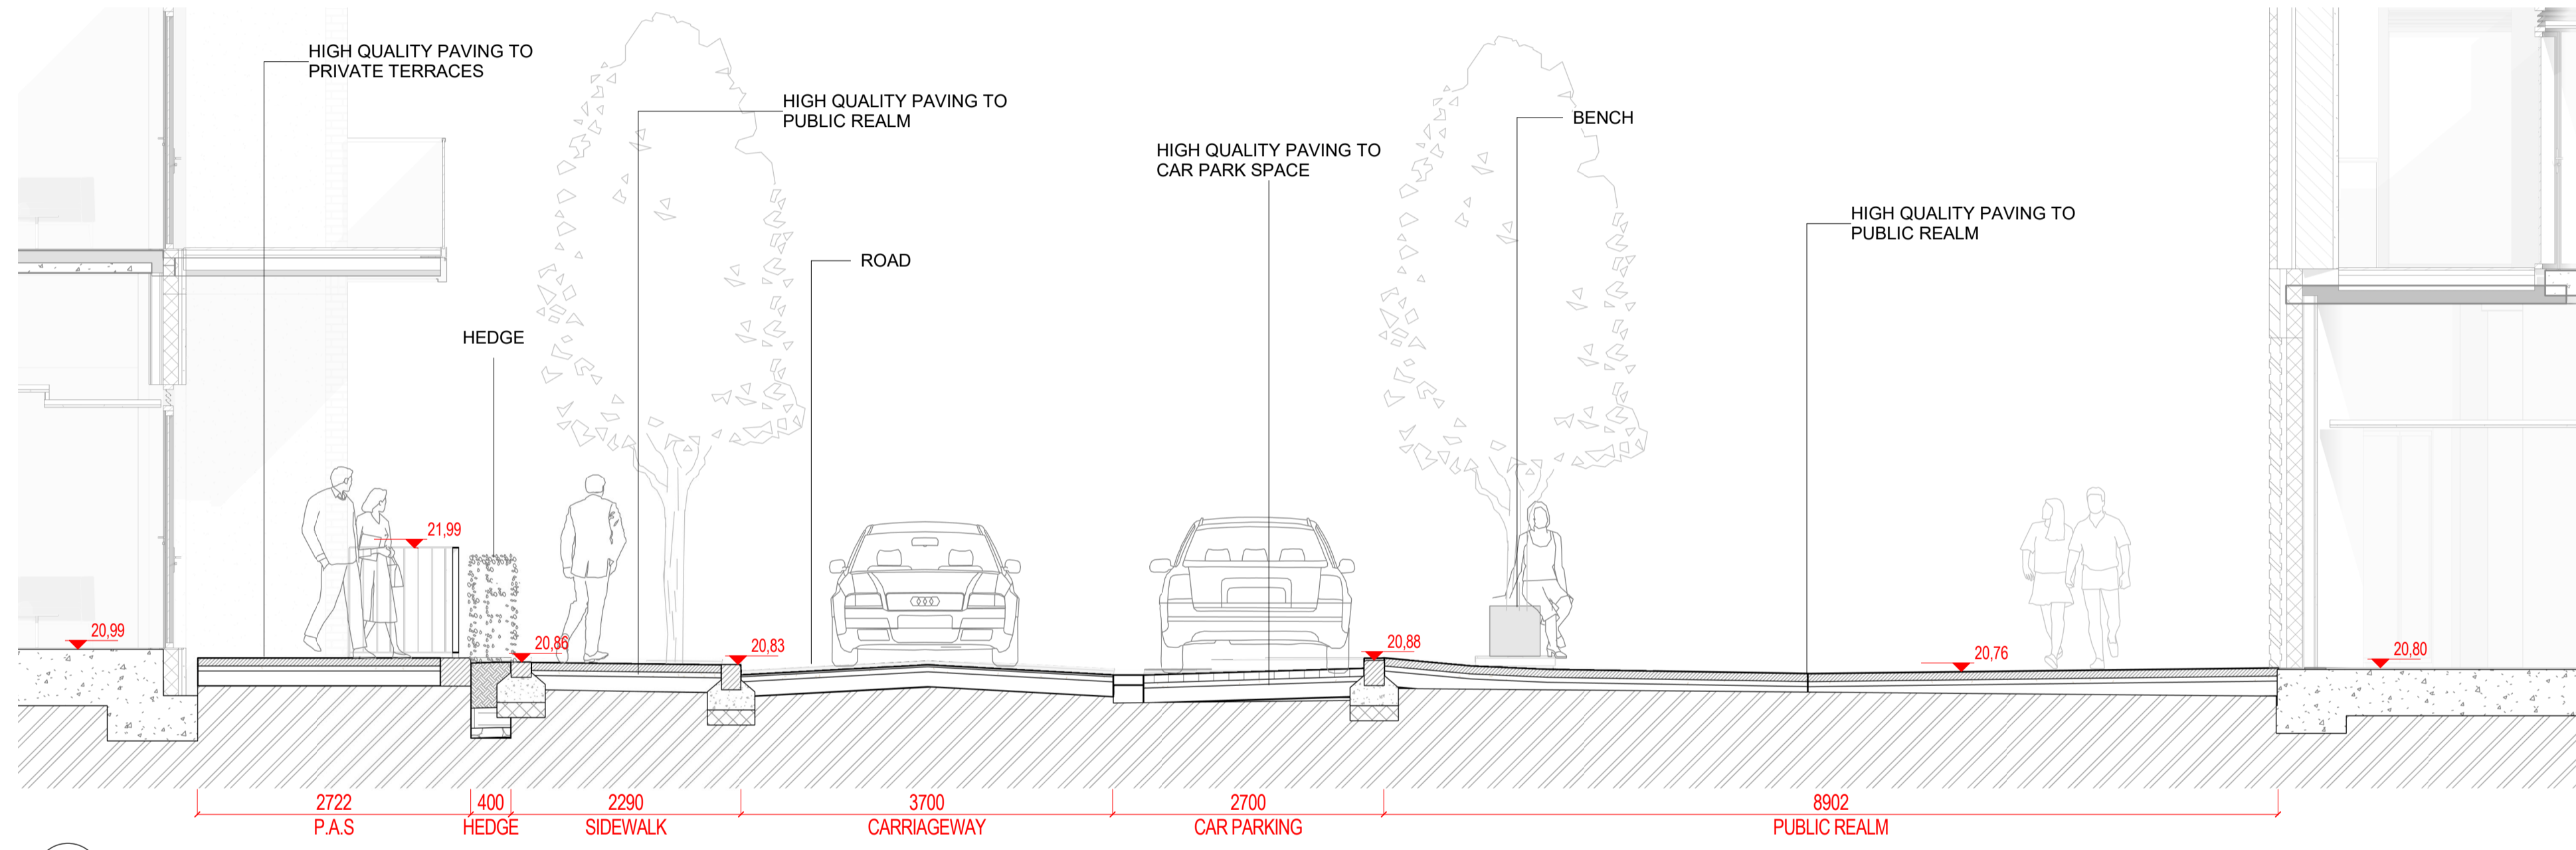 HIGH QUALITY PAVING TO
PRIVATE TERRACES
HIGH QUALITY PAVING TO
PUBLIC REALM
BENCH
HIGH QUALITY PAVING TO
CAR PARK SPACE
HIGH QUALITY PAVING TO
PUBLIC REALM
ROAD
HEDGE
21,99
20,99
20,86
20,83
20,88
20,76
20,80
2722
400
2290
3700
2700
8902
P.A.S
HEDGE
SIDEWALK
CARRIAGEWAY
CAR PARKING
PUBLIC REALM